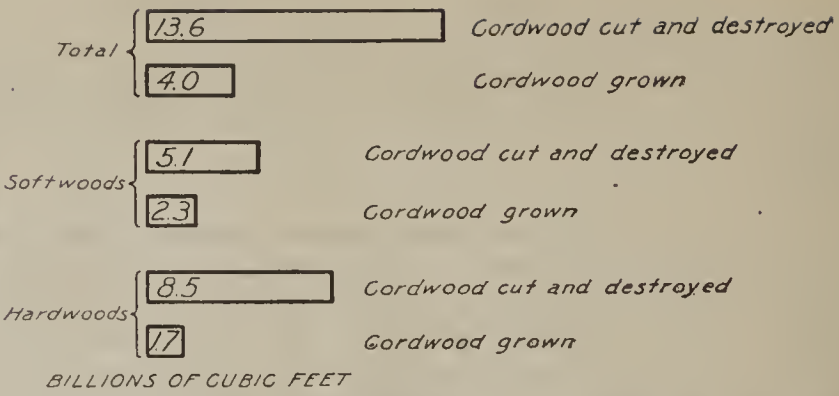 13.6 Cordwood cut and destroyed
Total
4.0 Cordwood grown
5.1 Cordwood cut and destroyed
Softwoods
2.3 Cordwood grown
8.5 Cordwood cut and destroyed
Hardwoods
1.7 Cordwood grown
BILLIONS OF CUBIC FEET